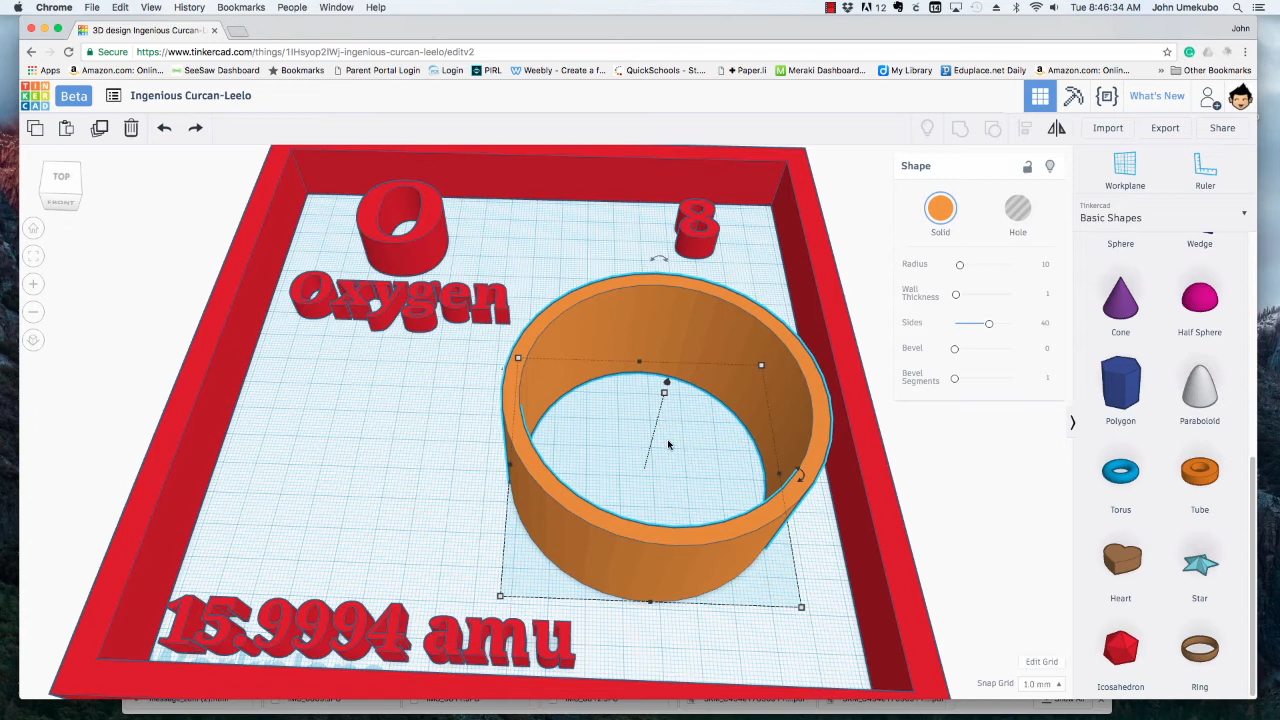 Chrome File Edit View History Bookmarks People Window Help
12
Tue 8:46:34 AM John Umekubo
3D design Ingenious Curcan-L
John
Secure https://www.tinkercad.com/things/1IHsyop2IWj-ingenious-curcan-leelo/editv2
Apps Amazon.com: Onlin... SeeSaw Dashboard Bookmarks Parent Portal Login Login PIRL Weebly - Create a f... QuickSchools - St... Paper.li Meraki Dashboard... My Library Eduplace.net Daily Amazon.com: Onlin... » Other Bookmarks
TIN
KER
CAD
Beta Ingenious Curcan-Leelo What's New
Import Export Share
TOP
FRONT
Shape
Solid Hole
Radius 10
Wall Thickness 1
Sides 40
Bevel 0
Bevel Segments 1
Workplane Ruler
Tinkercad
Basic Shapes
Sphere Wedge
Cone Half Sphere
Polygon Paraboloid
Torus Tube
Heart Star
Icosahedron Ring
O 8
Oxygen
15.9994 amu
Edit Grid
Snap Grid 1.0 mm